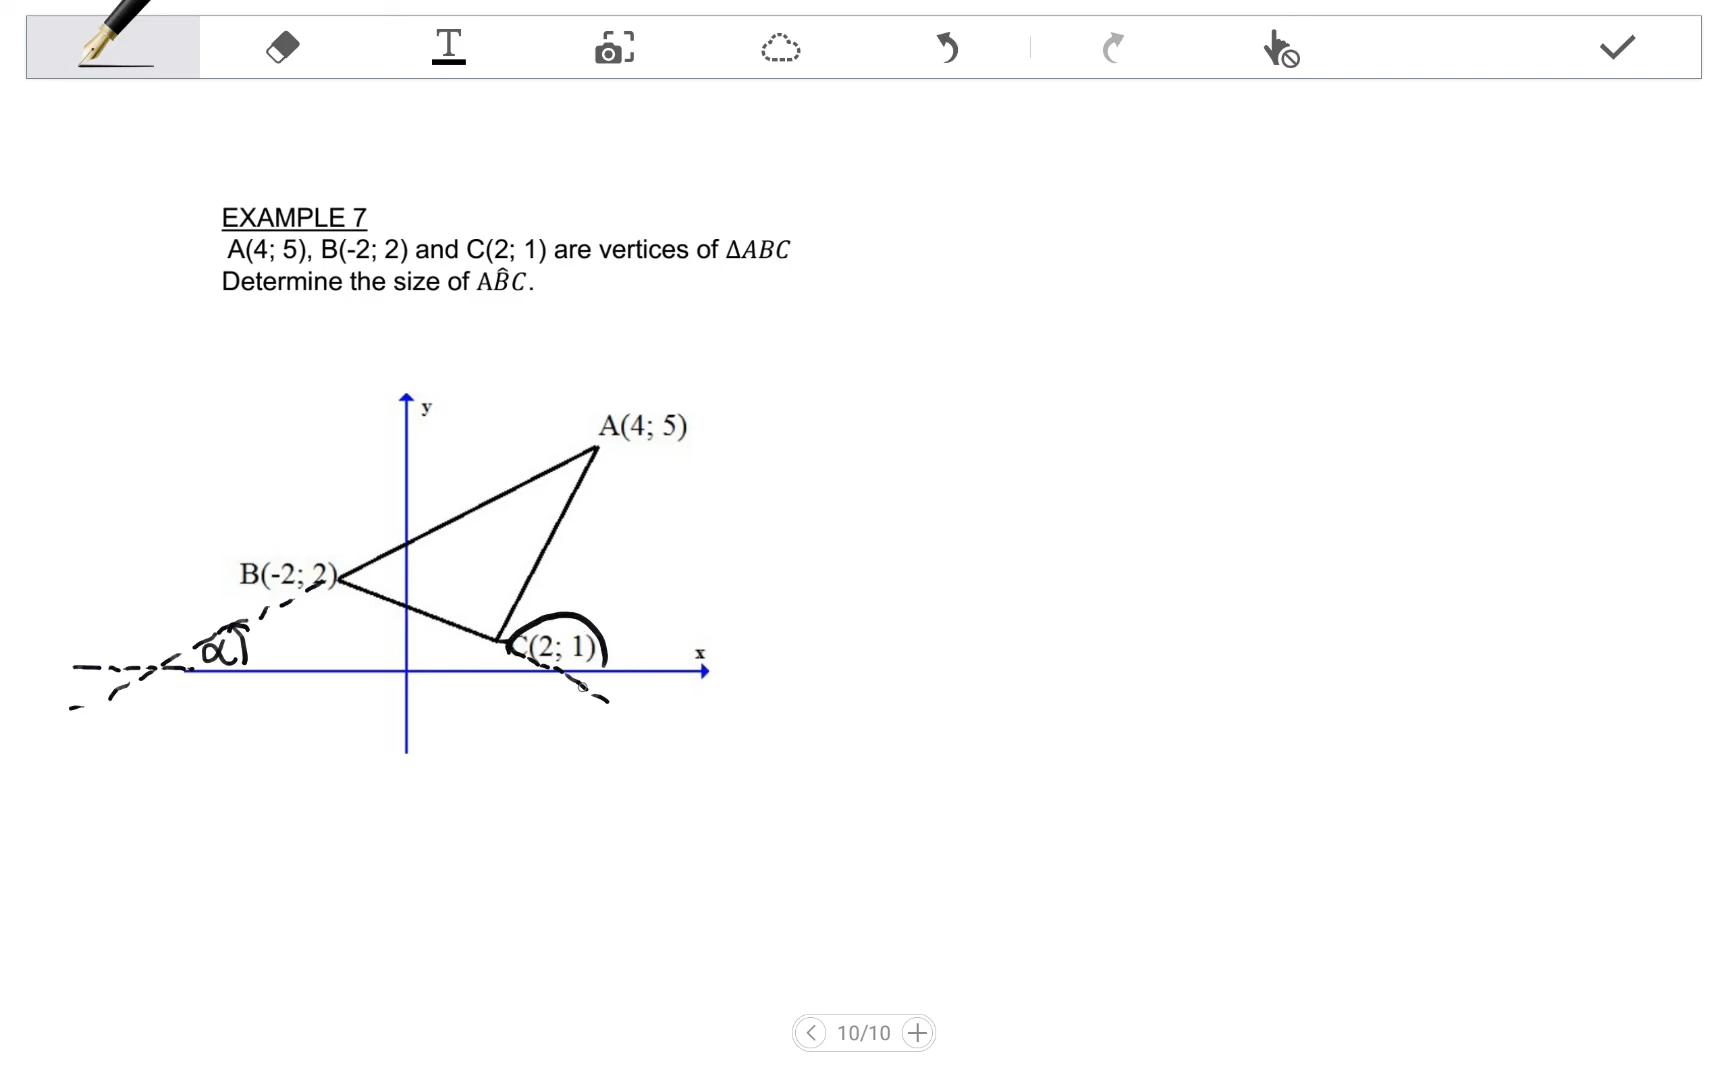 T
EXAMPLE 7
A(4; 5), B(-2; 2) and C(2; 1) are vertices of ΔABC
Determine the size of AB̂C.
y
A(4; 5)
B(-2; 2)
α
C(2; 1)
x
10/10